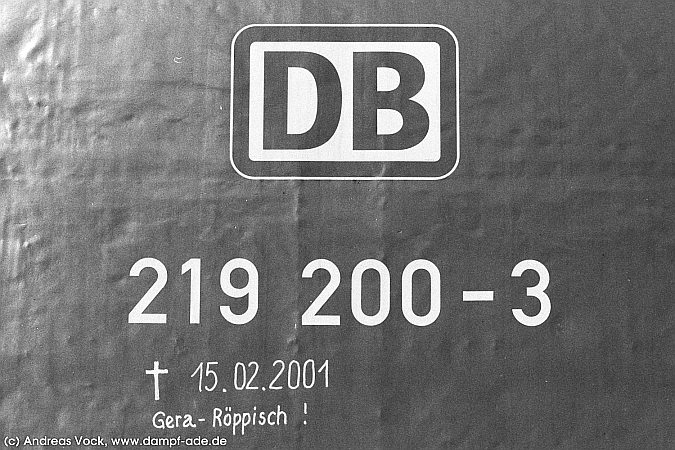 DB
219 200-3
† 15.02.2001
Gera-Röppisch !
(c) Andreas Vock, www.dampf-ade.de